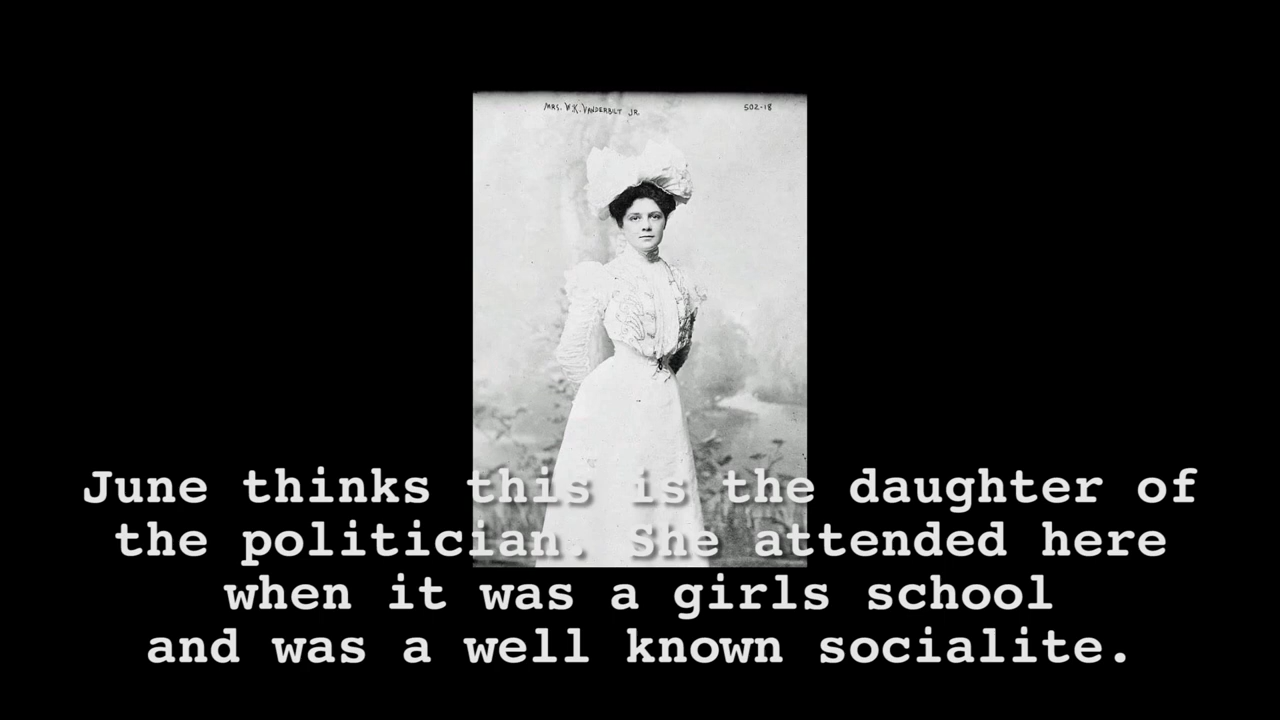 MRS. W.K. VANDERBILT JR.
502-18
June thinks this is the daughter of
the politician. She attended here
when it was a girls school
and was a well known socialite.